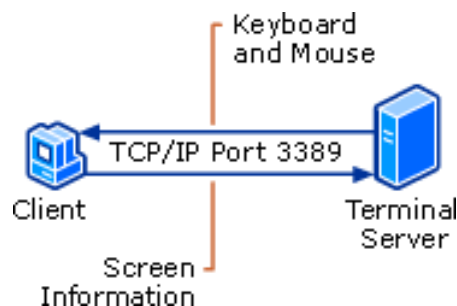 Keyboard
and Mouse
TCP/IP Port 3389
Client
Terminal
Server
Screen
Information